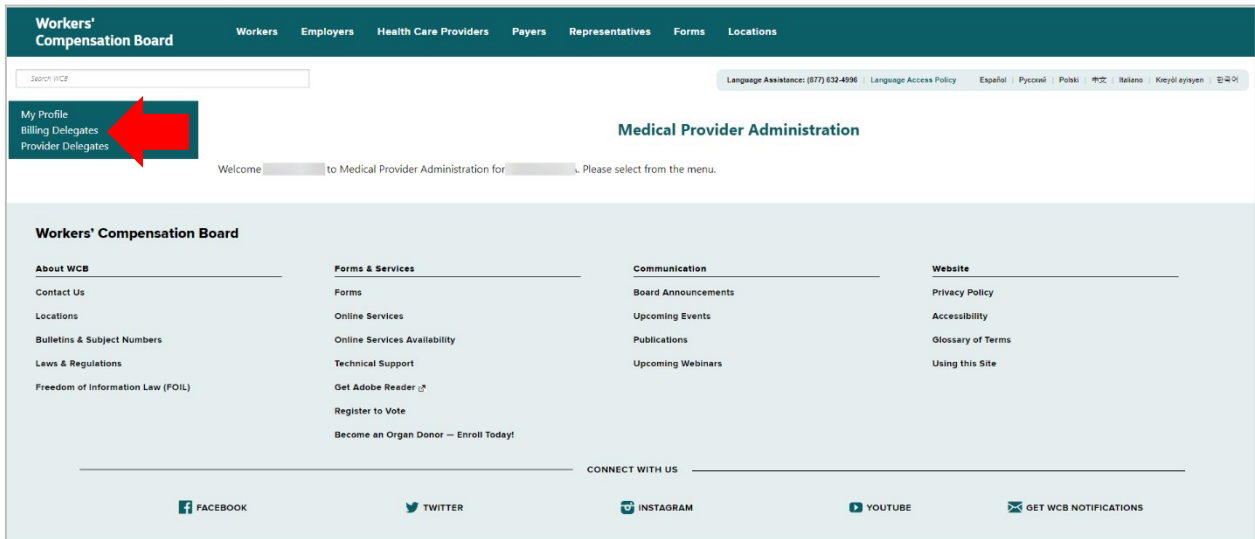 Workers'
Compensation Board
Workers Employers Health Care Providers Payers Representatives Forms Locations
Search WCB
Language Assistance: (877) 632-4996 | Language Access Policy Español | Русский | Polski | 中文 | Italiano | Kreyòl ayisyen | 한국어
My Profile
Billing Delegates
Provider Delegates
Medical Provider Administration
Welcome to Medical Provider Administration for . Please select from the menu.
Workers' Compensation Board
About WCB
Contact Us
Locations
Bulletins & Subject Numbers
Laws & Regulations
Freedom of Information Law (FOIL)
Forms & Services
Forms
Online Services
Online Services Availability
Technical Support
Get Adobe Reader
Register to Vote
Become an Organ Donor — Enroll Today!
Communication
Board Announcements
Upcoming Events
Publications
Upcoming Webinars
Website
Privacy Policy
Accessibility
Glossary of Terms
Using this Site
CONNECT WITH US
FACEBOOK TWITTER INSTAGRAM YOUTUBE GET WCB NOTIFICATIONS